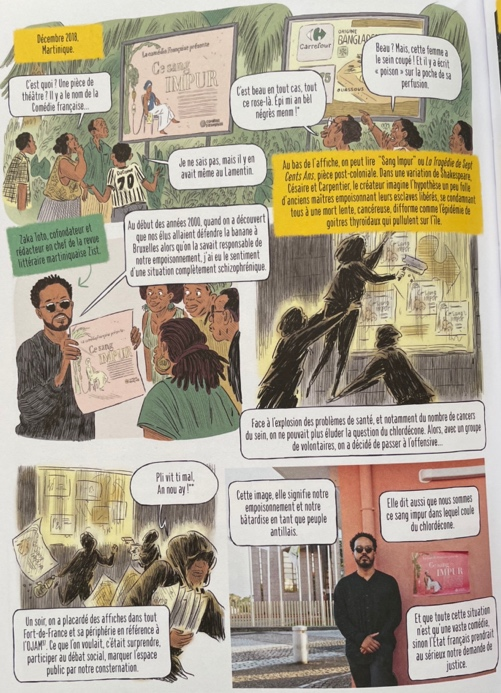 Décembre 2018,
Martinique.
La comédie Française présente
Ce sang
IMPUR
Carrefour
UNIONS
BANGLAD
C'est quoi ? Une pièce de
théâtre ? Il y a le nom de la
Comédie française...
Je ne sais pas, mais il y en
avait même au Lamentin.
70
C'est beau en tout cas, tout
ce rose-là. Épi mi an bèl
négrès menm !*
Beau ? Mais, cette femme a
le sein coupé ! Et il y a écrit
« poison » sur la poche de sa
perfusion.
Au bas de l'affiche, on peut lire "Sang Impur" ou La Tragédie de Sept
Cents Ans, pièce post-coloniale. Dans une variation de Shakespeare,
Césaire et Carpentier, le créateur imagine l'hypothèse un peu folle
d'anciens maîtres empoisonnant leurs esclaves libérés, se condamnant
tous à une mort lente, cancéreuse, difforme comme l'épidémie de
goitres thyroïdaux qui pullulent sur l'île.
Zaka Toto, cofondateur et
rédacteur en chef de la revue
littéraire martiniquaise Zist.
Au début des années 2000, quand on a découvert
que nos élus allaient défendre la banane à
Bruxelles alors qu'on la savait responsable de
notre empoisonnement, j'ai eu le sentiment
d'une situation complètement schizophrénique.
Ce sang
IMPUR
Face à l'explosion des problèmes de santé, et notamment du nombre de cancers
du sein, on ne pouvait plus éluder la question du chlordécone. Alors, avec un groupe
de volontaires, on a décidé de passer à l'offensive...
Pli vit ti mal,
An nou ay !**
Un soir, on a placardé des affiches dans tout
Fort-de-France et sa périphérie en référence à
l'OJAM. Ce que l'on voulait, c'était surprendre,
participer au débat social, marquer l'espace
public par notre consternation.
Cette image, elle signifie notre
empoisonnement et notre
bâtardise en tant que peuple
antillais.
Elle dit aussi que nous sommes
ce sang impur dans lequel coule
du chlordécone.
Ce sang
IMPUR
Et que toute cette situation
n'est qu'une vaste comédie,
sinon l'État français prendrait
au sérieux notre demande de
justice.